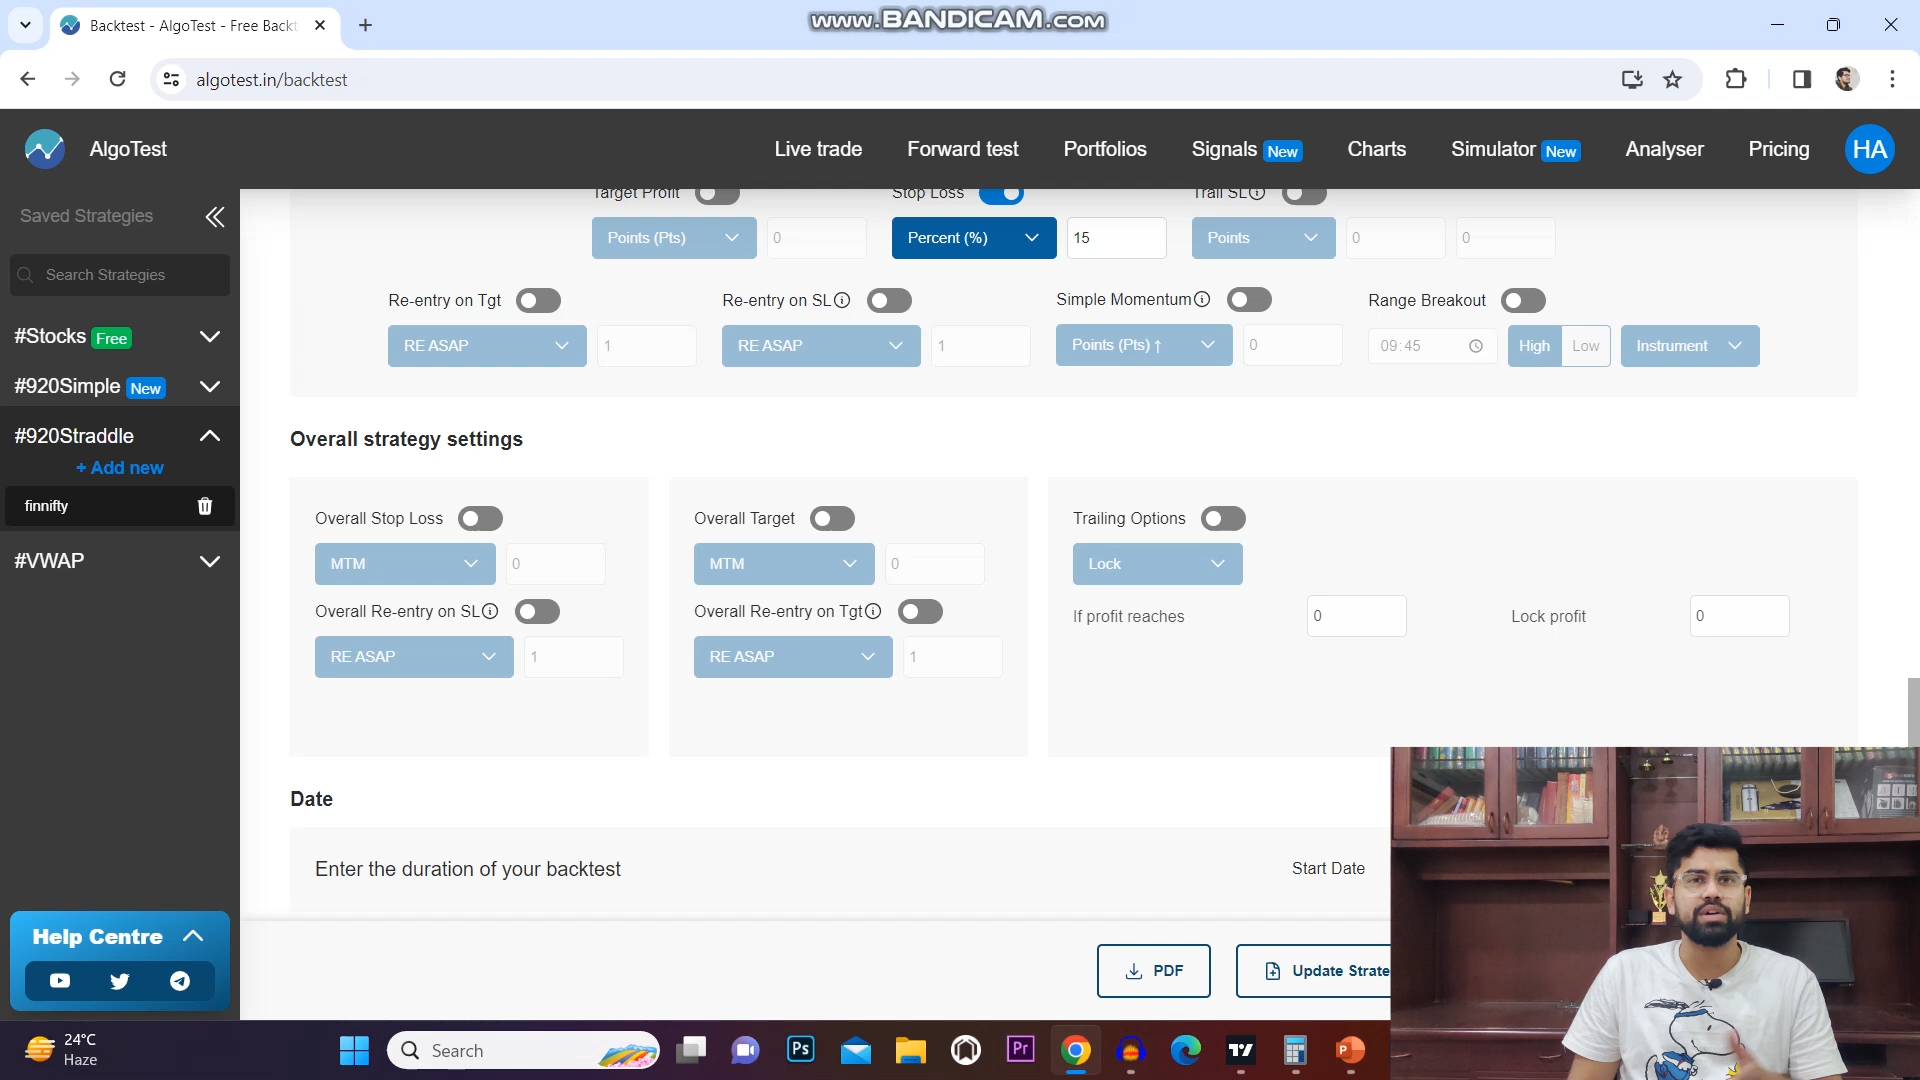 Backtest - AlgoTest - Free Backt
www.BANDICAM.com
algotest.in/backtest
AlgoTest
Live trade
Forward test
Portfolios
Signals New
Charts
Simulator New
Analyser
Pricing
HA
Saved Strategies
Search Strategies
#Stocks Free
#920Simple New
#920Straddle
+ Add new
finnifty
#VWAP
Help Centre
Target Profit
Stop Loss
Trail SL
Points (Pts)
0
Percent (%)
15
Points
0
0
Re-entry on Tgt
Re-entry on SL
Simple Momentum
Range Breakout
RE ASAP
1
RE ASAP
1
Points (Pts) ↑
0
09:45
High
Low
Instrument
Overall strategy settings
Overall Stop Loss
MTM
0
Overall Re-entry on SL
RE ASAP
1
Overall Target
MTM
0
Overall Re-entry on Tgt
RE ASAP
1
Trailing Options
Lock
If profit reaches
0
Lock profit
0
Date
Enter the duration of your backtest
Start Date
PDF
Update Strate
24°C
Haze
Search
Ps
Pr
P